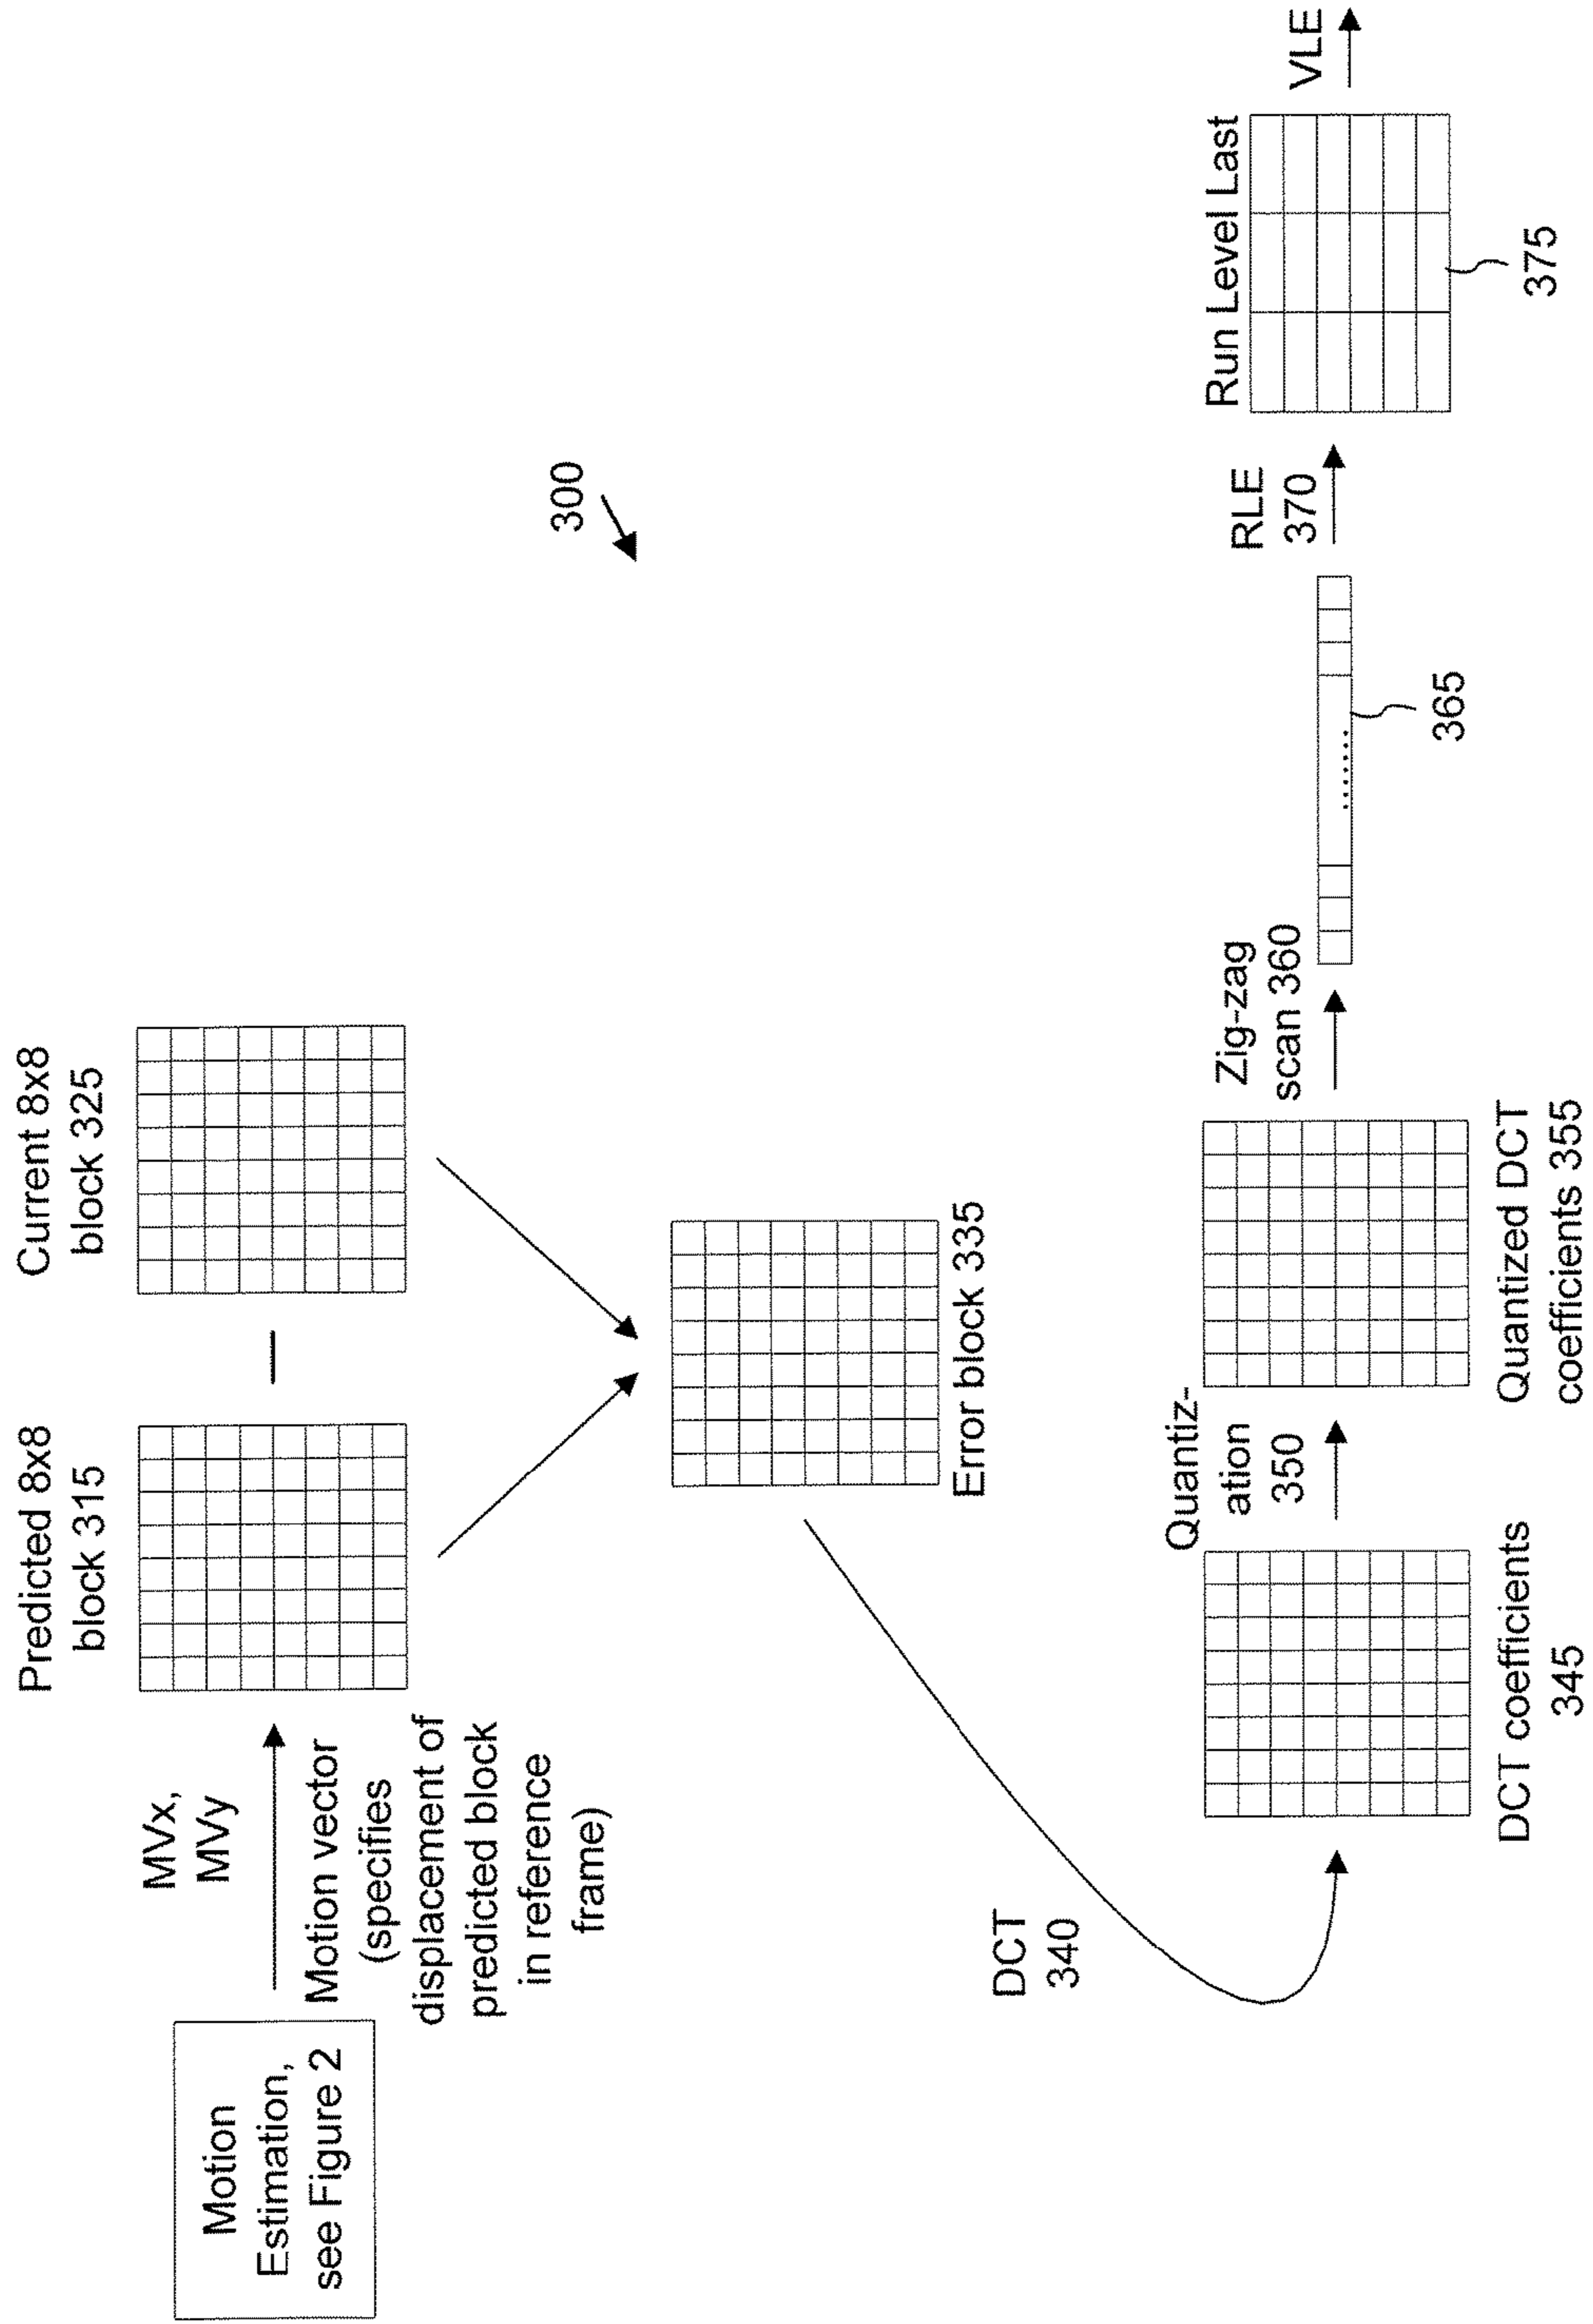 Motion
Estimation,
see Figure 2
MVx,
MVy
Motion vector
(specifies
displacement of
predicted block
in reference
frame)
Predicted 8x8
block 315
Current 8x8
block 325
300
Error block 335
DCT
340
DCT coefficients
345
Quantiz-
ation
350
Quantized DCT
coefficients 355
Zig-zag
scan 360
365
RLE
370
Run Level Last
375
VLE